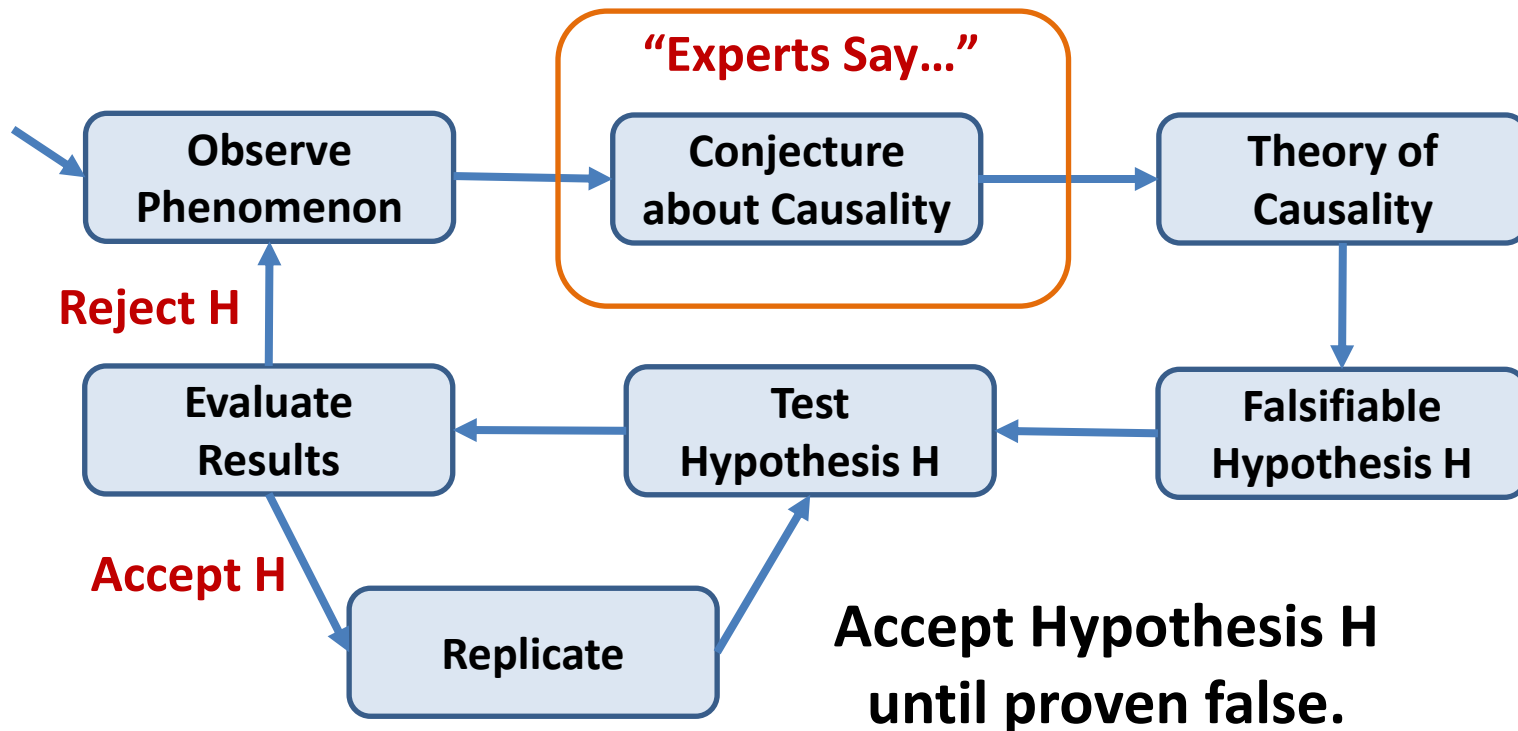 “Experts Say…”
Observe
Phenomenon
Conjecture
about Causality
Theory of
Causality
Reject H
Evaluate
Results
Test
Hypothesis H
Falsifiable
Hypothesis H
Accept H
Replicate
Accept Hypothesis H
until proven false.